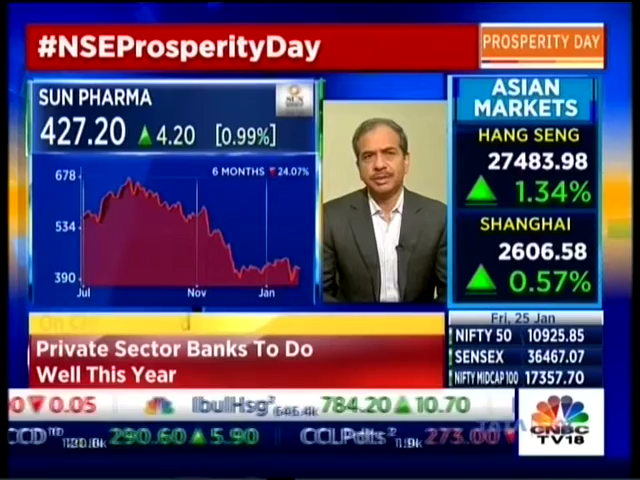 #NSEProsperityDay
PROSPERITY DAY
SUN PHARMA
427.20 ▲ 4.20 [0.99%]
SUN
6 MONTHS ▼ 24.07%
678
534
390
Jul
Nov
Jan
ASIAN
MARKETS
HANG SENG
27483.98
▲ 1.34%
SHANGHAI
2606.58
▲ 0.57%
Fri, 25 Jan
NIFTY 50 10925.85
SENSEX 36467.07
NIFTY MIDCAP 100 17357.70
Private Sector Banks To Do
Well This Year
0 ▼ 0.05 IbulHsg 784.20 ▲ 10.70
290.60 ▲ 5.90 CCLPdts 273.00 ▼
CNBC
TV18